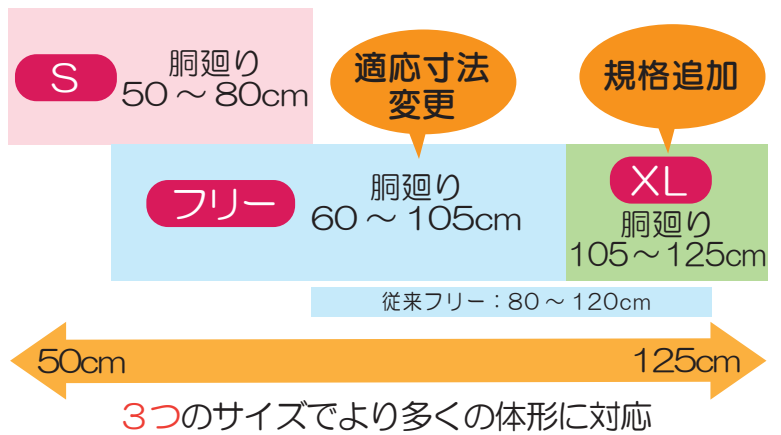 S
胴廻り
50～80cm
適応寸法
変更
規格追加
フリー
胴廻り
60～105cm
XL
胴廻り
105～125cm
従来フリー：80～120cm
50cm
125cm
３つのサイズでより多くの体形に対応